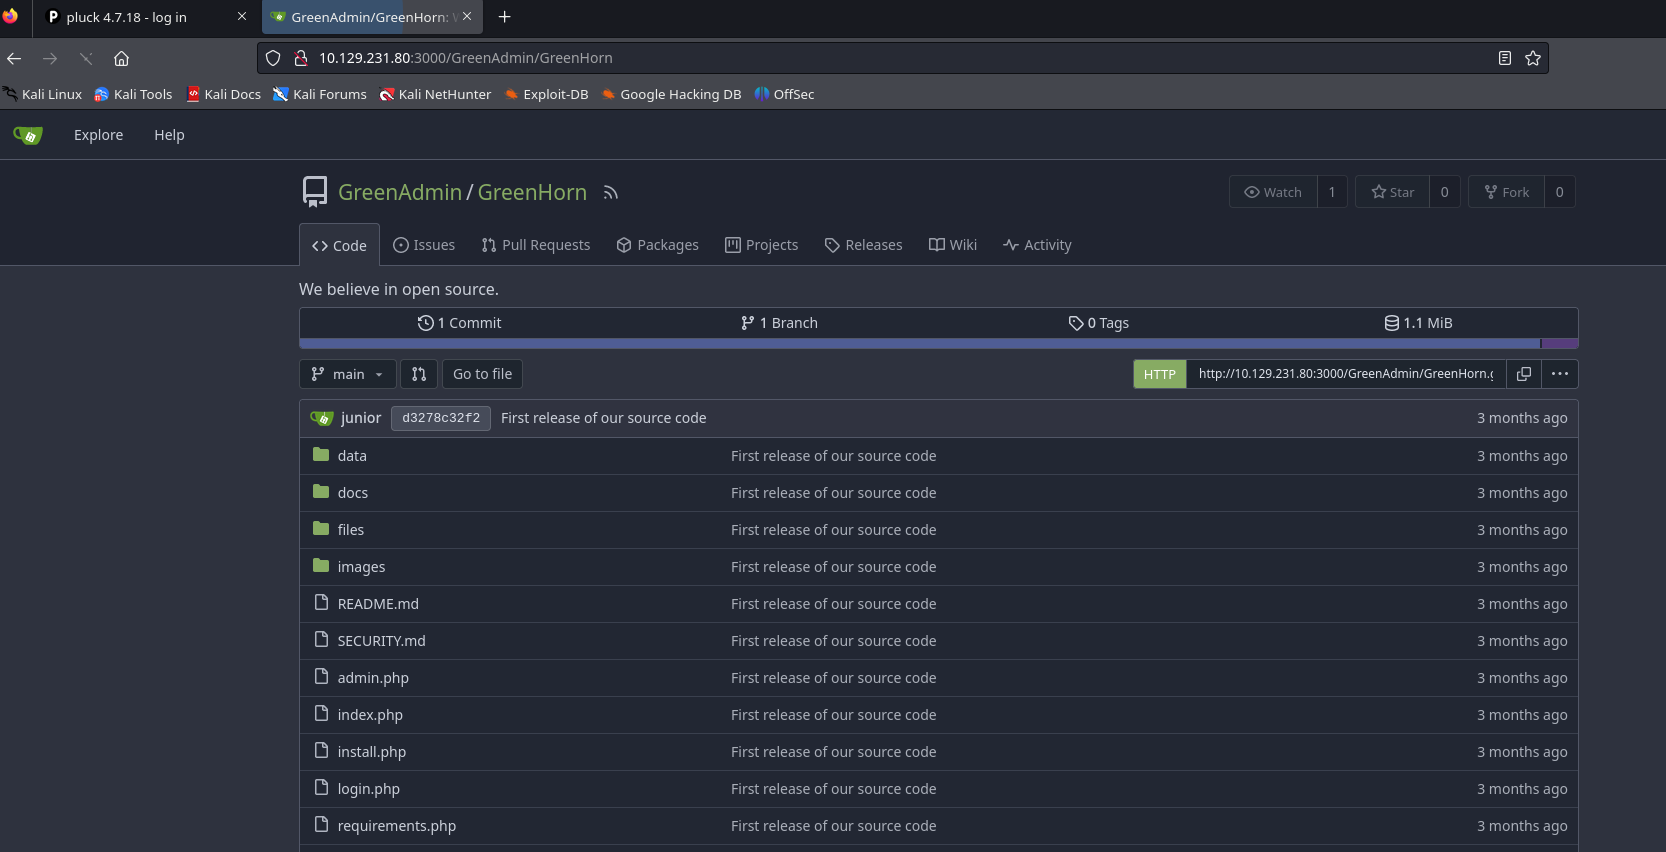 pluck 4.7.18 - log in
GreenAdmin/GreenHorn:
10.129.231.80:3000/GreenAdmin/GreenHorn
Kali Linux Kali Tools Kali Docs Kali Forums Kali NetHunter Exploit-DB Google Hacking DB OffSec
Explore Help
GreenAdmin / GreenHorn Watch 1 Star 0 Fork 0
Code Issues Pull Requests Packages Projects Releases Wiki Activity
We believe in open source.
1 Commit 1 Branch 0 Tags 1.1 MiB
main Go to file HTTP http://10.129.231.80:3000/GreenAdmin/GreenHorn.g
junior d3278c32f2 First release of our source code 3 months ago
data First release of our source code 3 months ago
docs First release of our source code 3 months ago
files First release of our source code 3 months ago
images First release of our source code 3 months ago
README.md First release of our source code 3 months ago
SECURITY.md First release of our source code 3 months ago
admin.php First release of our source code 3 months ago
index.php First release of our source code 3 months ago
install.php First release of our source code 3 months ago
login.php First release of our source code 3 months ago
requirements.php First release of our source code 3 months ago